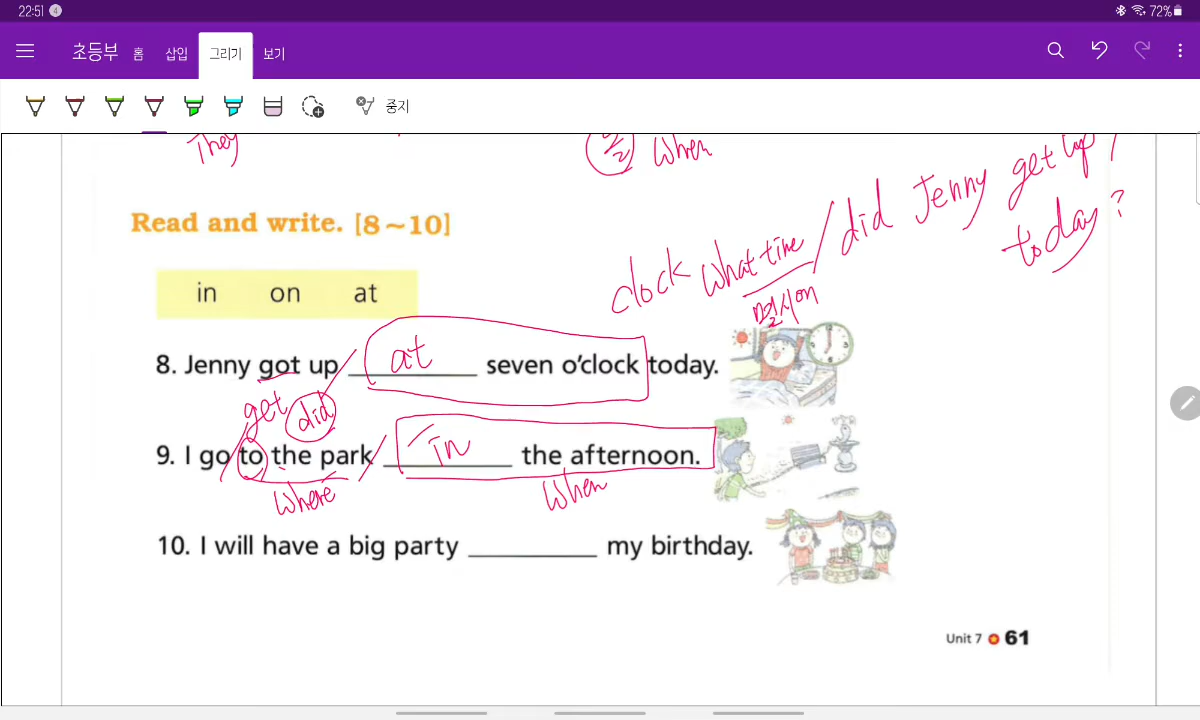 22:51 4 72%
초등부 홈 삽입 그리기 보기
중지
They
When
Read and write. [8~10]
clock What time / did Jenny get up /
today?
몇시에
in on at
8. Jenny got up at seven o'clock today.
get did
9. I go to the park in the afternoon.
where When
10. I will have a big party __________ my birthday.
Unit 7 61